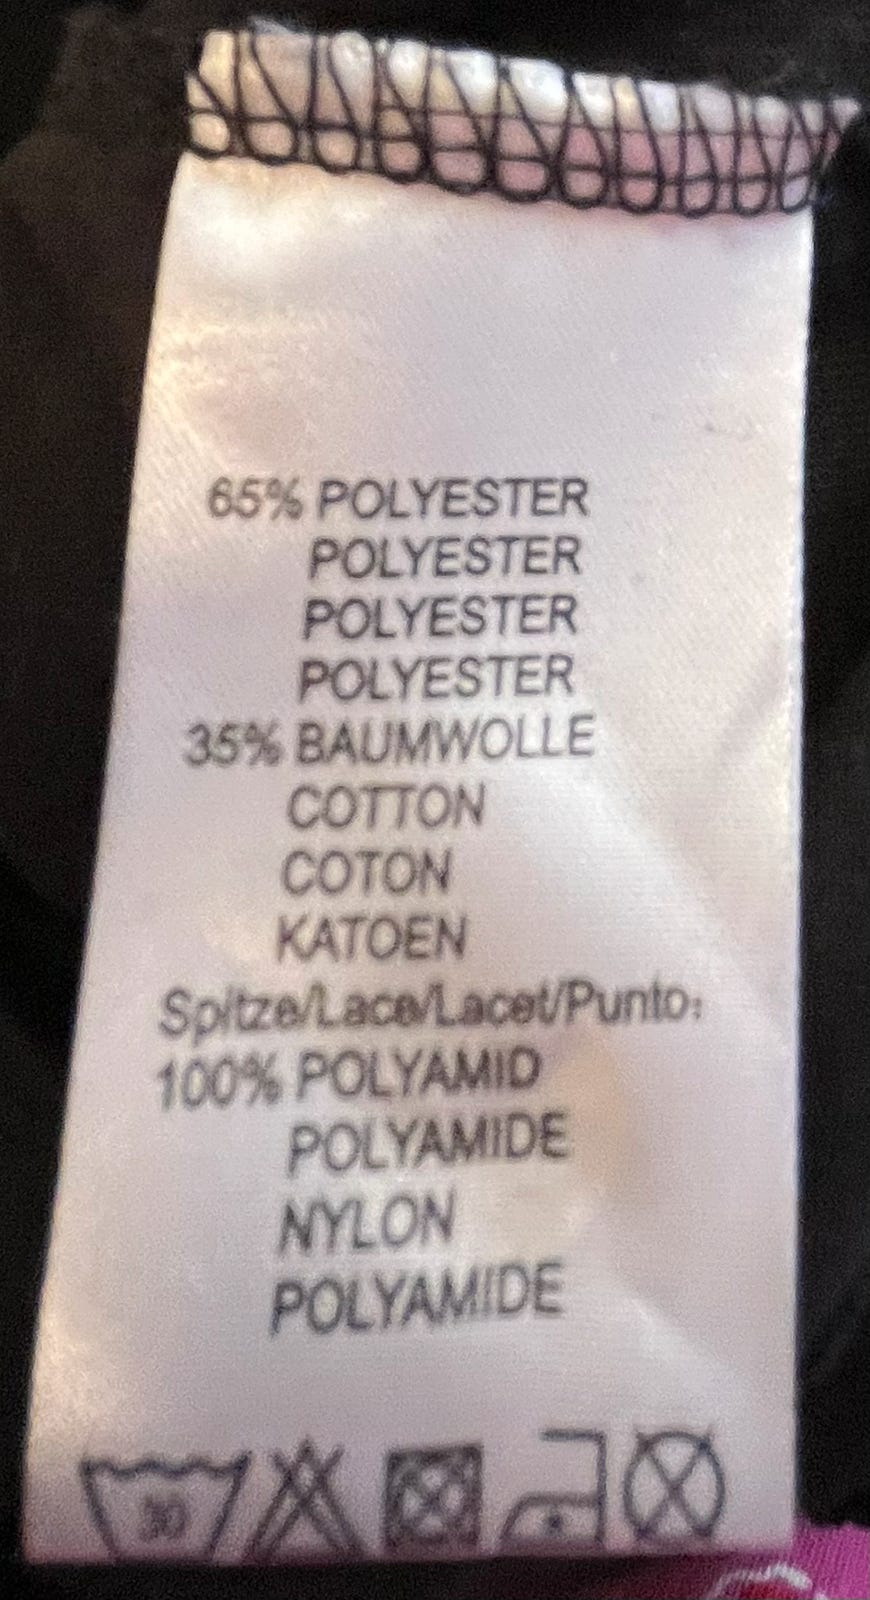 65% POLYESTER
POLYESTER
POLYESTER
POLYESTER
35% BAUMWOLLE
COTTON
COTON
KATOEN
Spitze/Lace/Lacet/Punto:
100% POLYAMID
POLYAMIDE
NYLON
POLYAMIDE
30